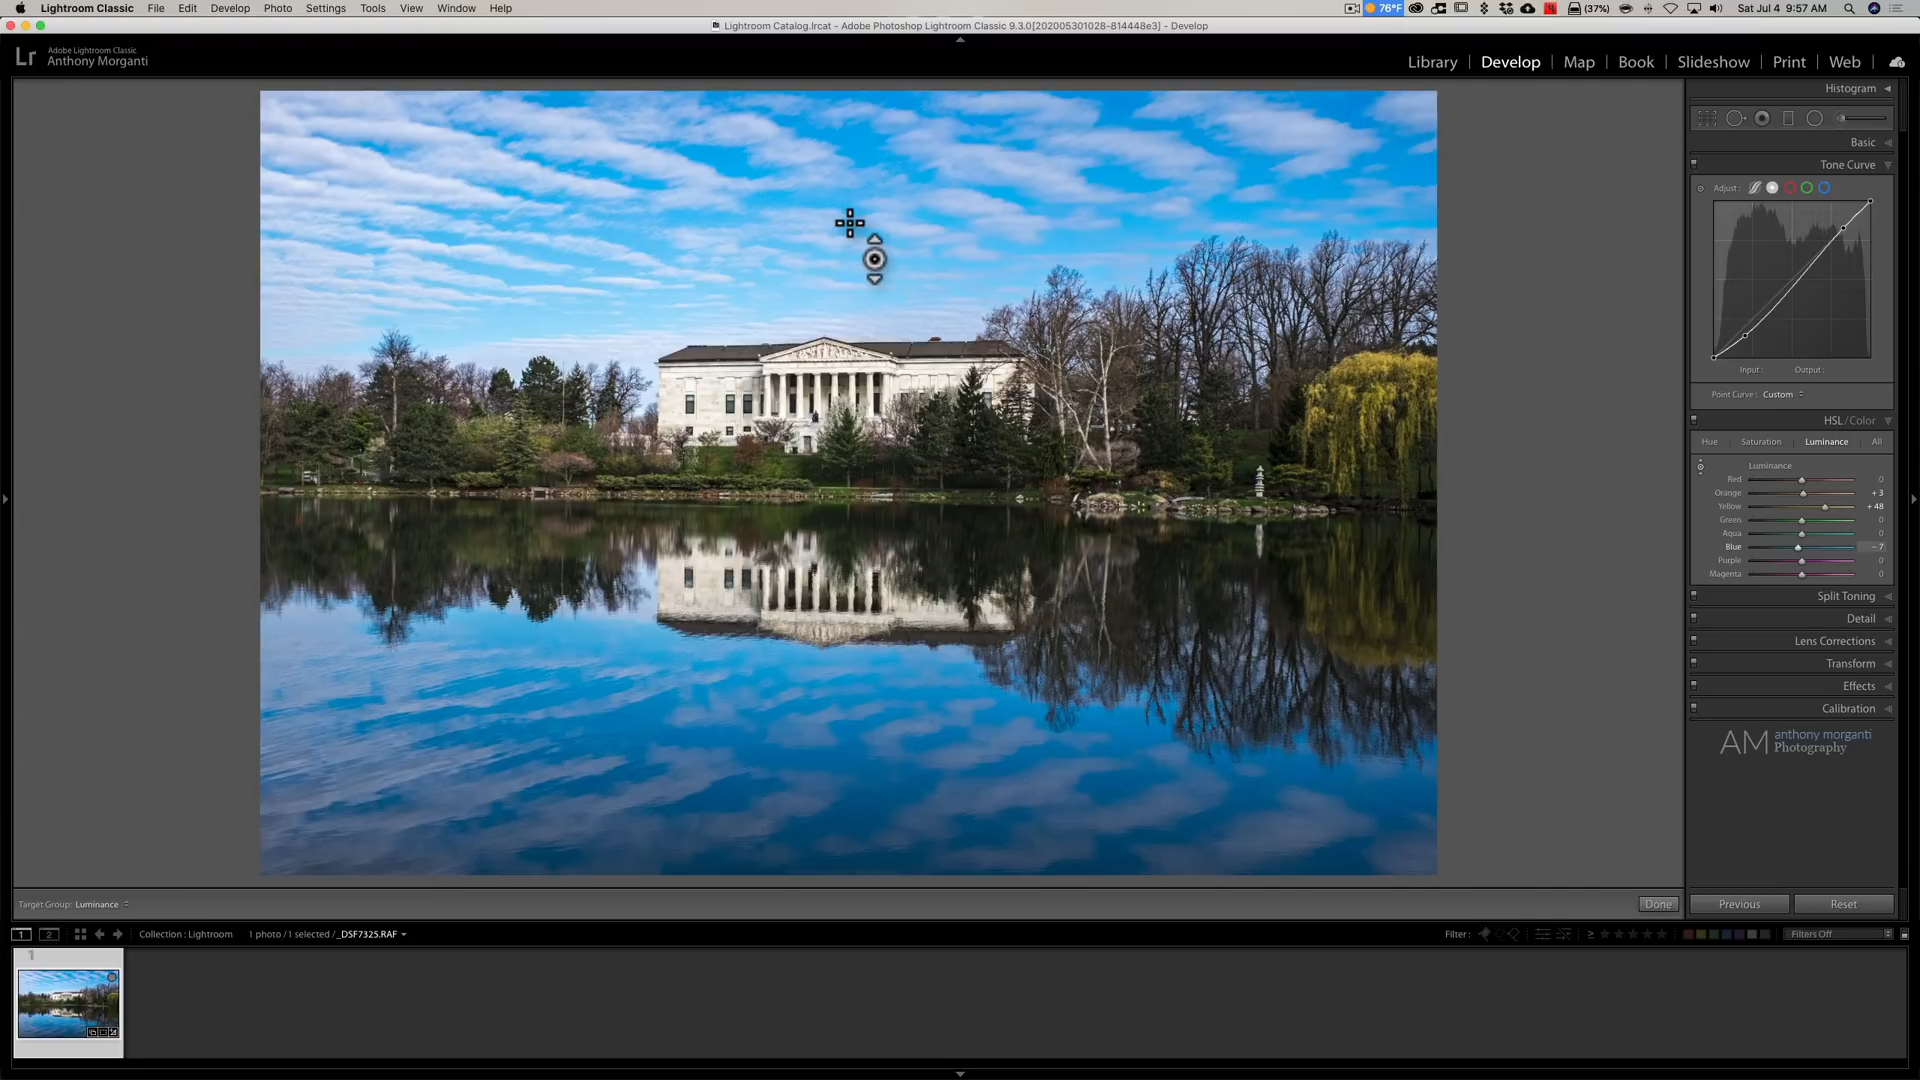 Lightroom Classic File Edit Develop Photo Settings Tools View Window Help
76°F (37%) Sat Jul 4 9:57 AM
Lightroom Catalog.lrcat - Adobe Photoshop Lightroom Classic 9.3.0[202005301028-814448e3] - Develop
Lr Adobe Lightroom Classic
Anthony Morganti
Library | Develop | Map | Book | Slideshow | Print | Web
Histogram
Basic
Tone Curve
Adjust :
Input : Output :
Point Curve : Custom
HSL / Color
Hue Saturation Luminance All
Luminance
Red 0
Orange + 3
Yellow + 48
Green 0
Aqua 0
Blue - 7
Purple 0
Magenta 0
Split Toning
Detail
Lens Corrections
Transform
Effects
Calibration
AM anthony morganti
Photography
Target Group: Luminance Done
Previous Reset
1 2 Collection : Lightroom 1 photo / 1 selected / _DSF7325.RAF Filter : ≥ Filters Off
1